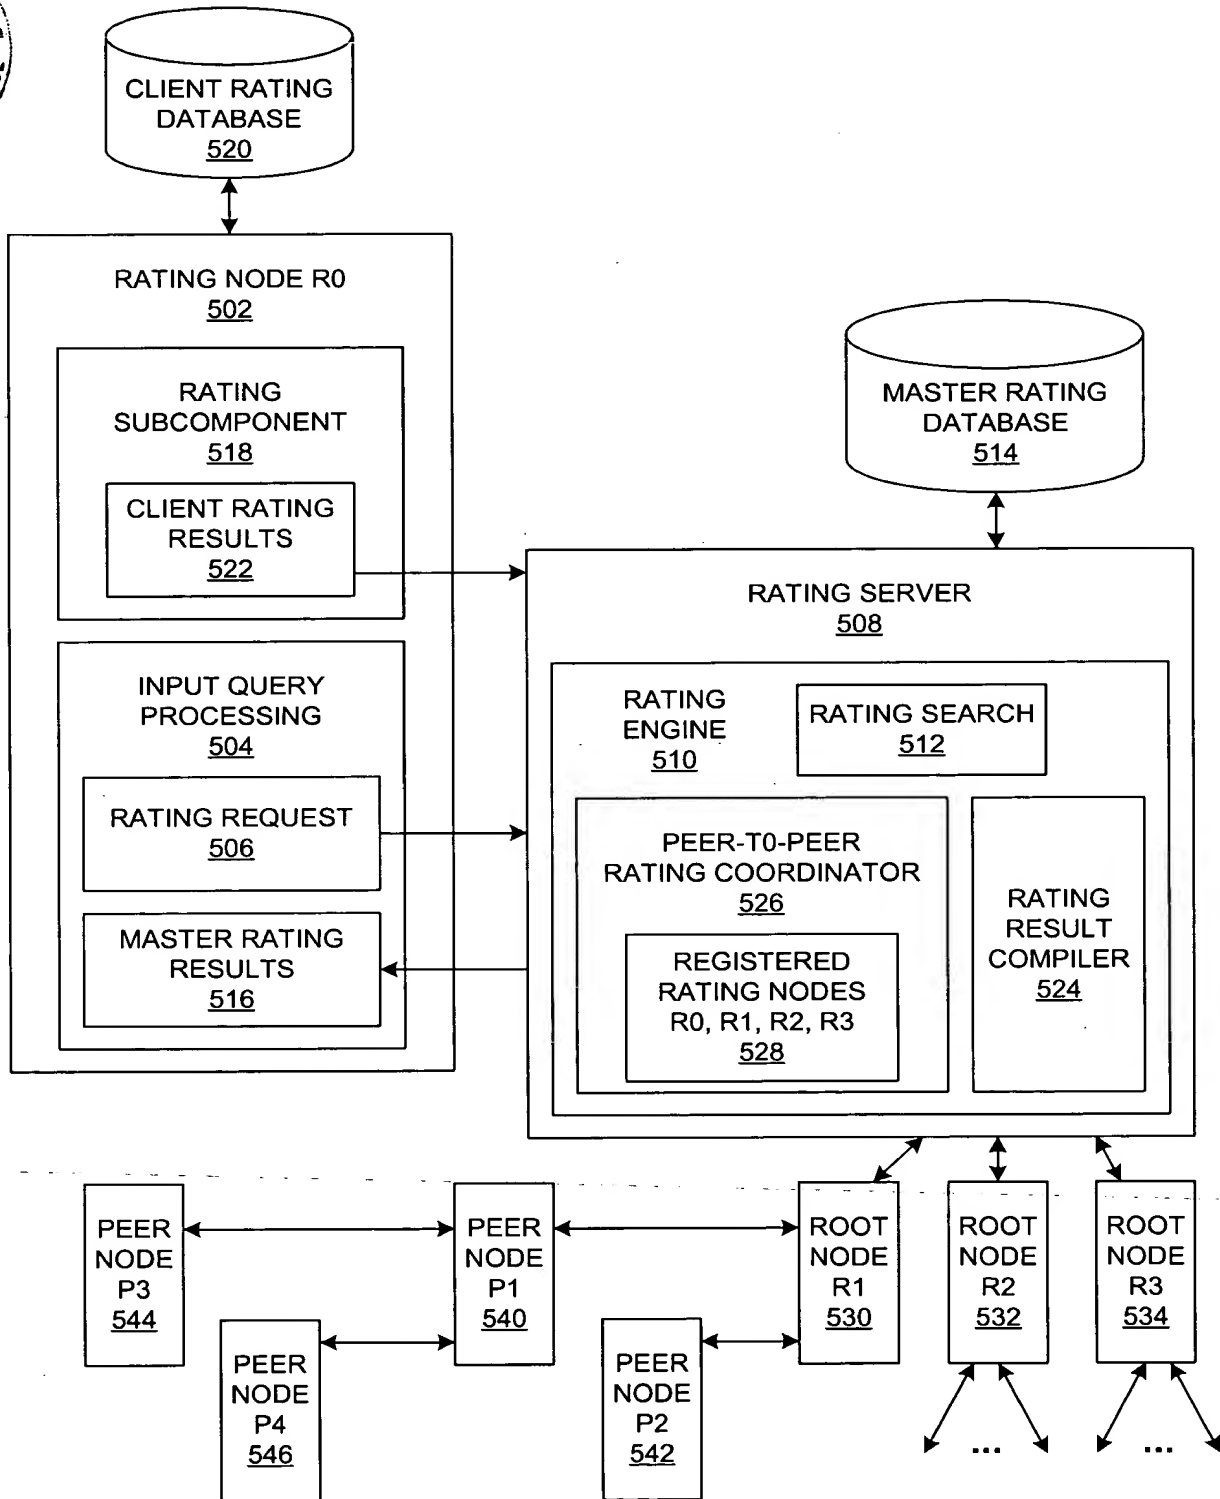 CLIENT RATING
DATABASE
520
RATING NODE R0
502
RATING
SUBCOMPONENT
518
CLIENT RATING
RESULTS
522
INPUT QUERY
PROCESSING
504
RATING REQUEST
506
MASTER RATING
RESULTS
516
MASTER RATING
DATABASE
514
RATING SERVER
508
RATING
ENGINE
510
RATING SEARCH
512
PEER-T0-PEER
RATING COORDINATOR
526
REGISTERED
RATING NODES
R0, R1, R2, R3
528
RATING
RESULT
COMPILER
524
PEER
NODE
P3
544
PEER
NODE
P4
546
PEER
NODE
P1
540
PEER
NODE
P2
542
ROOT
NODE
R1
530
ROOT
NODE
R2
532
ROOT
NODE
R3
534
...
...